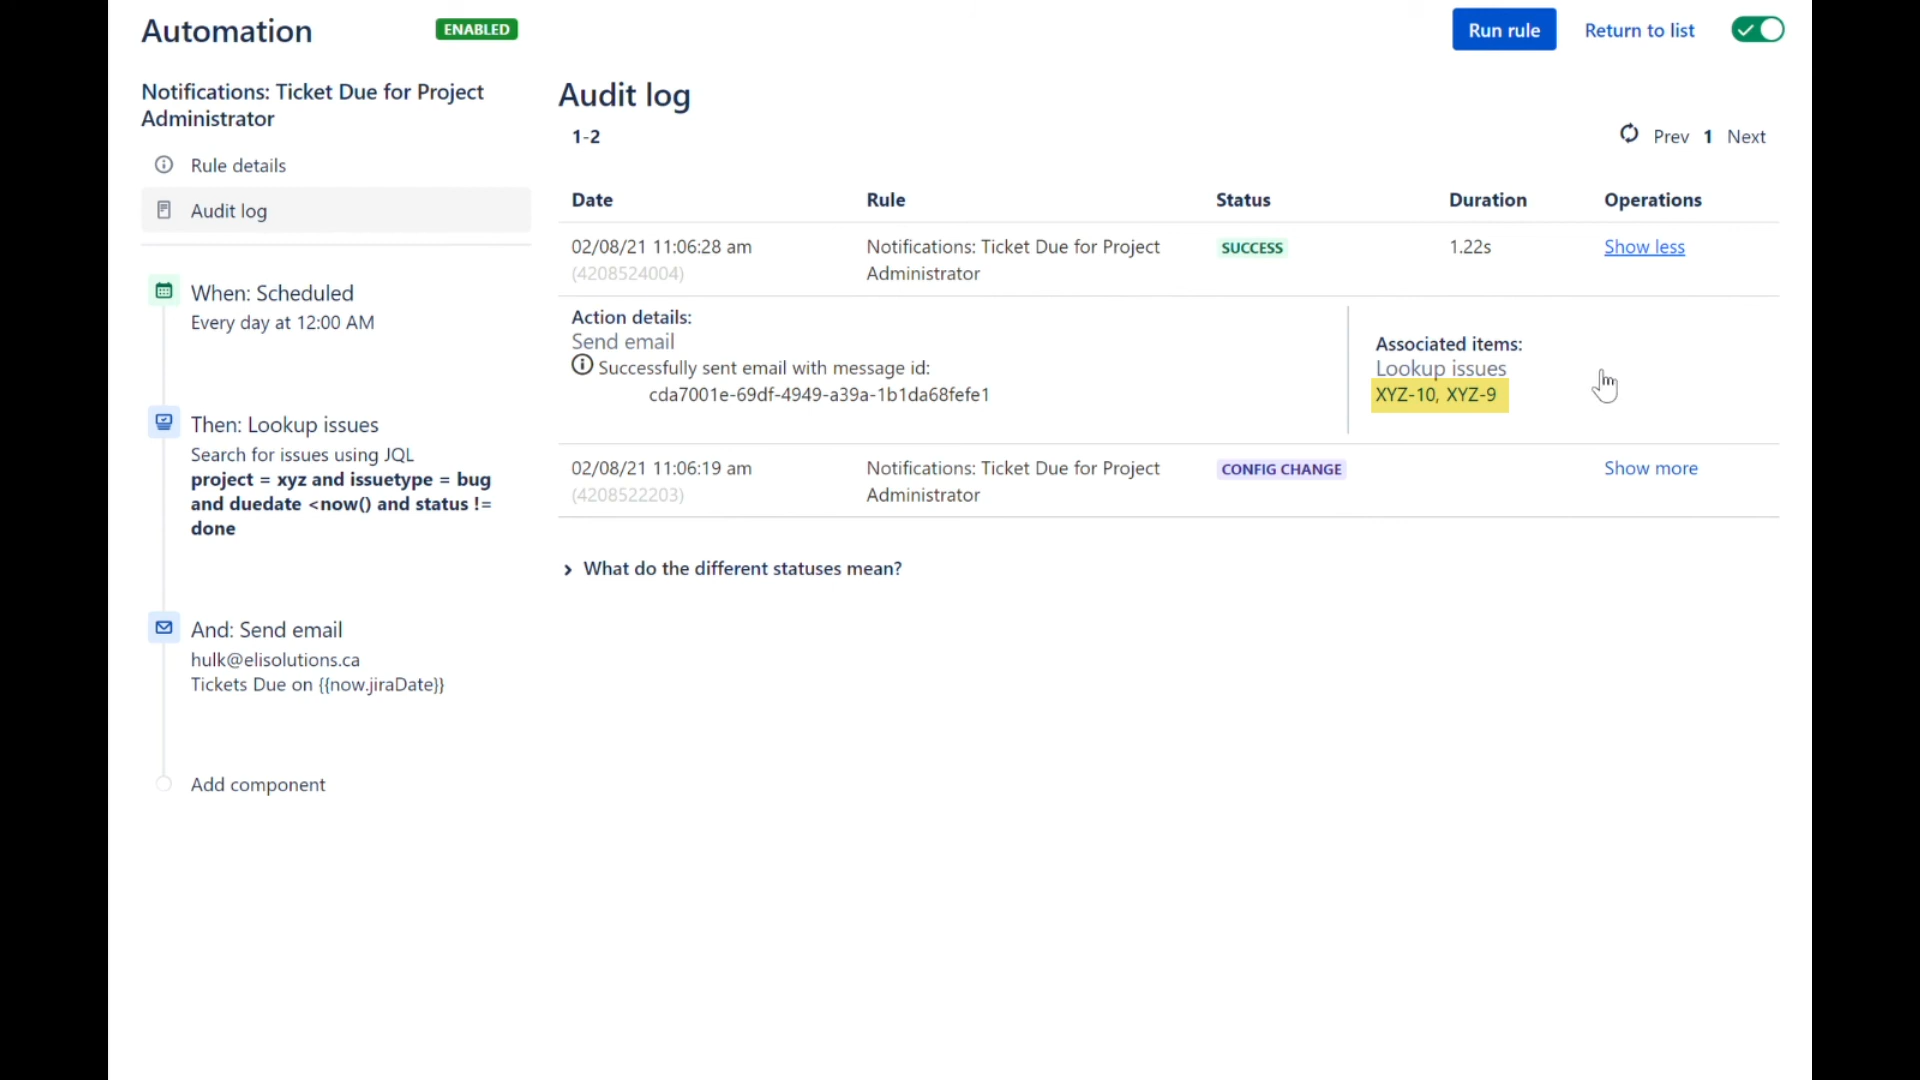 Automation
ENABLED
Run rule
Return to list
Notifications: Ticket Due for Project
Administrator
Rule details
Audit log
When: Scheduled
Every day at 12:00 AM
Then: Lookup issues
Search for issues using JQL
project = xyz and issuetype = bug
and duedate <now() and status !=
done
And: Send email
hulk@elisolutions.ca
Tickets Due on {{now.jiraDate}}
Add component
Audit log
1-2
Prev 1 Next
Date Rule Status Duration Operations
02/08/21 11:06:28 am Notifications: Ticket Due for Project SUCCESS 1.22s Show less
(4208524004) Administrator
Action details:
Send email
Successfully sent email with message id:
cda7001e-69df-4949-a39a-1b1da68fefe1
Associated items:
Lookup issues
XYZ-10, XYZ-9
02/08/21 11:06:19 am Notifications: Ticket Due for Project CONFIG CHANGE Show more
(4208522203) Administrator
What do the different statuses mean?